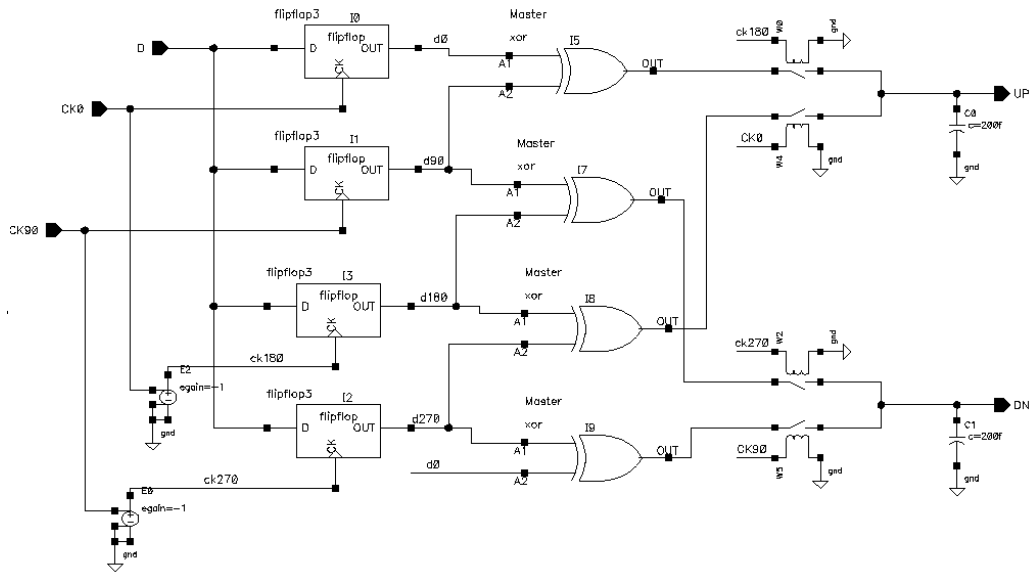 flipflap3
I0
D
D flipflop OUT
CK
d0
Master
xor
A1
A2
I5
OUT
ck180
W0
gnd
UP
C0
c=200f
gnd
CK0
flipflop3
I1
D flipflop OUT
CK
d90
Master
xor
A1
A2
I7
OUT
CK0
W4
gnd
CK90
flipflop3
I3
D flipflop OUT
CK
d180
Master
xor
A1
A2
I8
OUT
ck180
E2
egain=-1
gnd
ck270
W2
gnd
DN
C1
c=200f
gnd
flipflop3
I2
D flipflop OUT
CK
d270
Master
xor
A1
A2
I9
OUT
d0
CK90
W5
gnd
ck270
E0
egain=-1
gnd